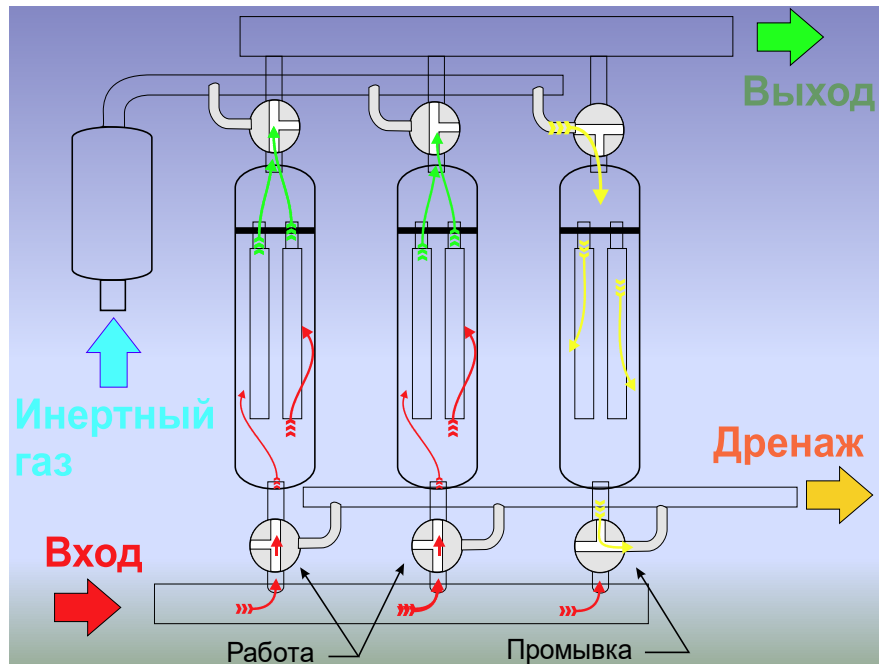 Выход
Инертный
газ
Дренаж
Вход
Работа
Промывка